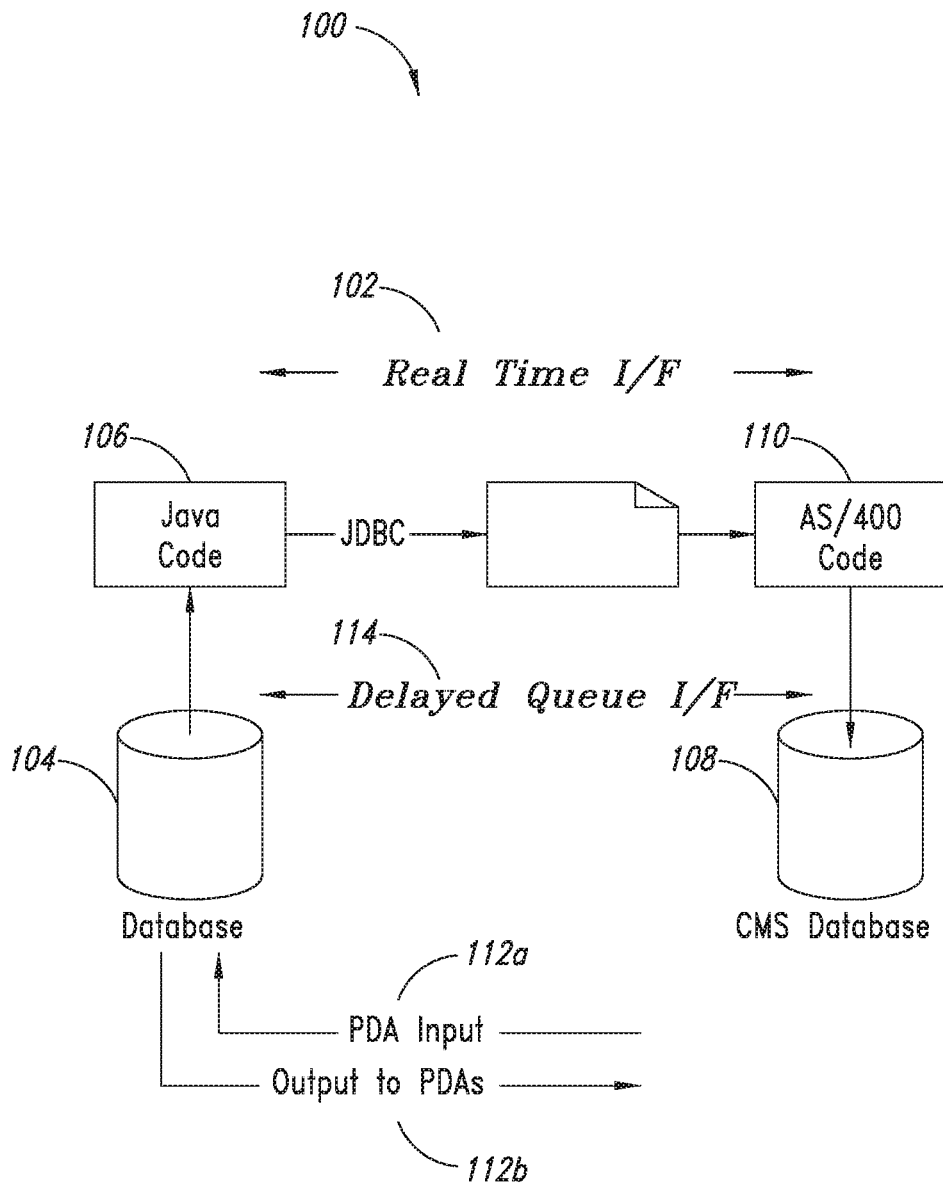 100
102
Real Time I/F
106
110
Java
Code
JDBC
AS/400
Code
114
Delayed Queue I/F
104
108
Database
CMS Database
112a
PDA Input
Output to PDAs
112b